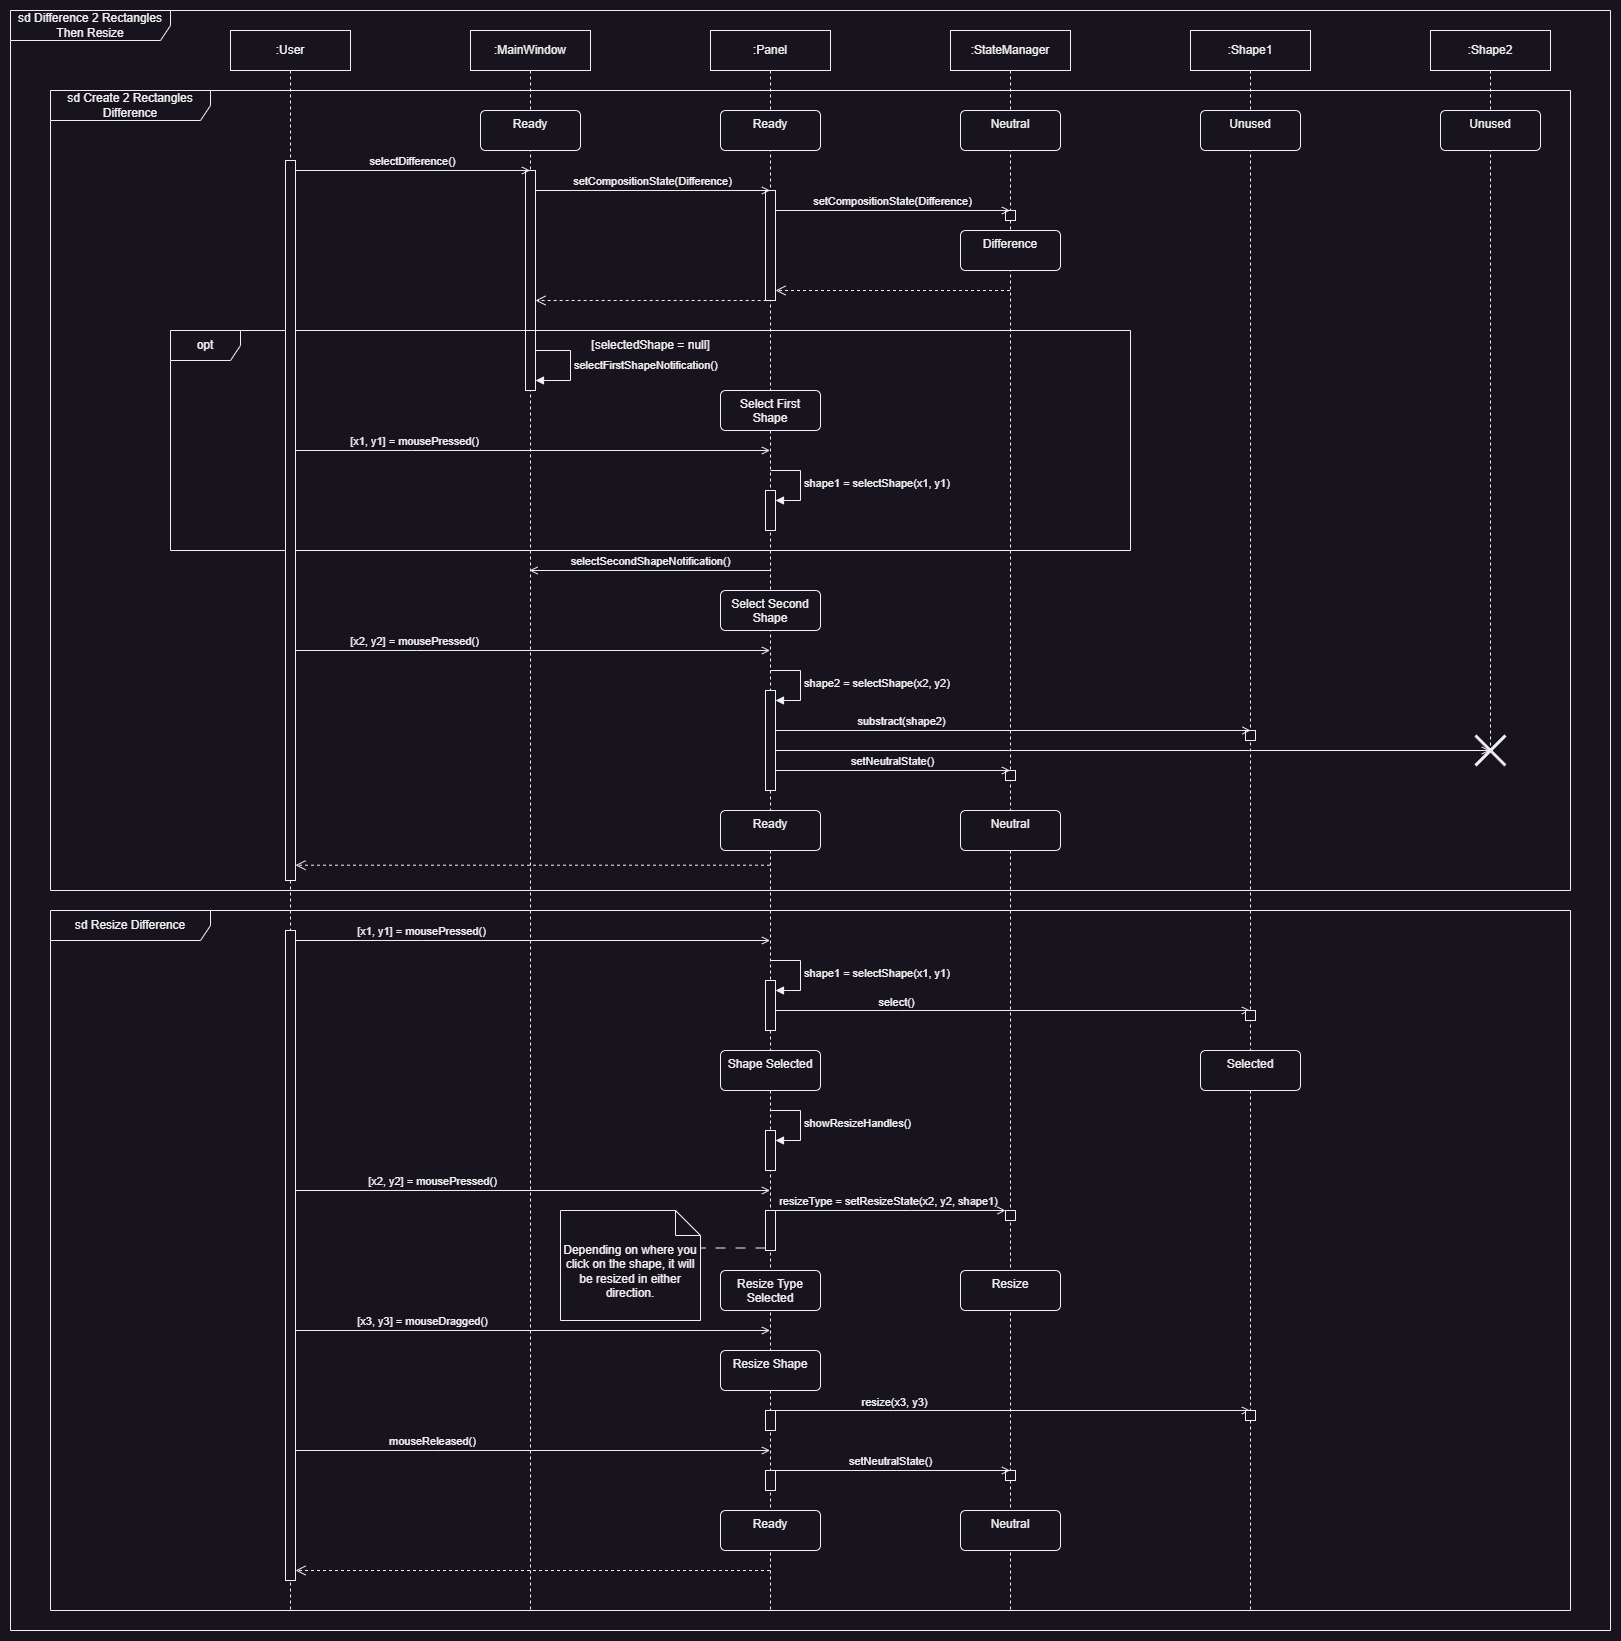 sd Difference 2 Rectangles
Then Resize
:User
:MainWindow
:Panel
:StateManager
:Shape1
:Shape2
sd Create 2 Rectangles
Difference
Ready
Ready
Neutral
Unused
Unused
selectDifference()
setCompositionState(Difference)
setCompositionState(Difference)
Difference
opt
[selectedShape = null]
selectFirstShapeNotification()
Select First
Shape
[x1, y1] = mousePressed()
shape1 = selectShape(x1, y1)
selectSecondShapeNotification()
Select Second
Shape
[x2, y2] = mousePressed()
shape2 = selectShape(x2, y2)
substract(shape2)
setNeutralState()
Ready
Neutral
sd Resize Difference
[x1, y1] = mousePressed()
shape1 = selectShape(x1, y1)
select()
Shape Selected
Selected
showResizeHandles()
[x2, y2] = mousePressed()
resizeType = setResizeState(x2, y2, shape1)
Depending on where you
click on the shape, it will
be resized in either
direction.
Resize Type
Selected
Resize
[x3, y3] = mouseDragged()
Resize Shape
resize(x3, y3)
mouseReleased()
setNeutralState()
Ready
Neutral